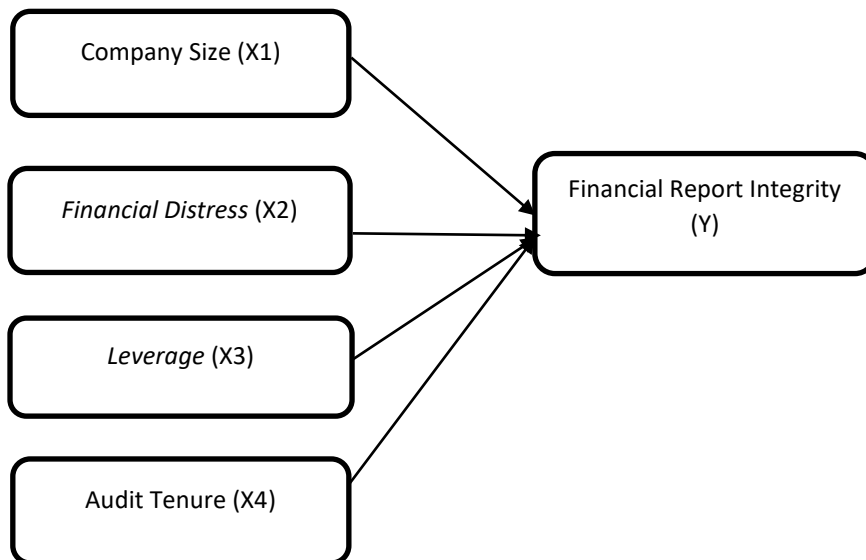 Company Size (X1)
Financial Distress (X2)
Leverage (X3)
Audit Tenure (X4)
Financial Report Integrity
(Y)